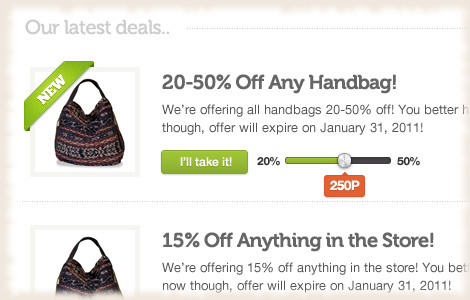 Our latest deals..
NEW
20-50% Off Any Handbag!
We're offering all handbags 20-50% off! You better
though, offer will expire on January 31, 2011!
I'll take it!
20%
50%
250P
15% Off Anything in the Store!
We're offering 15% off anything in the store! You
now though, offer will expire on January 31, 2011!